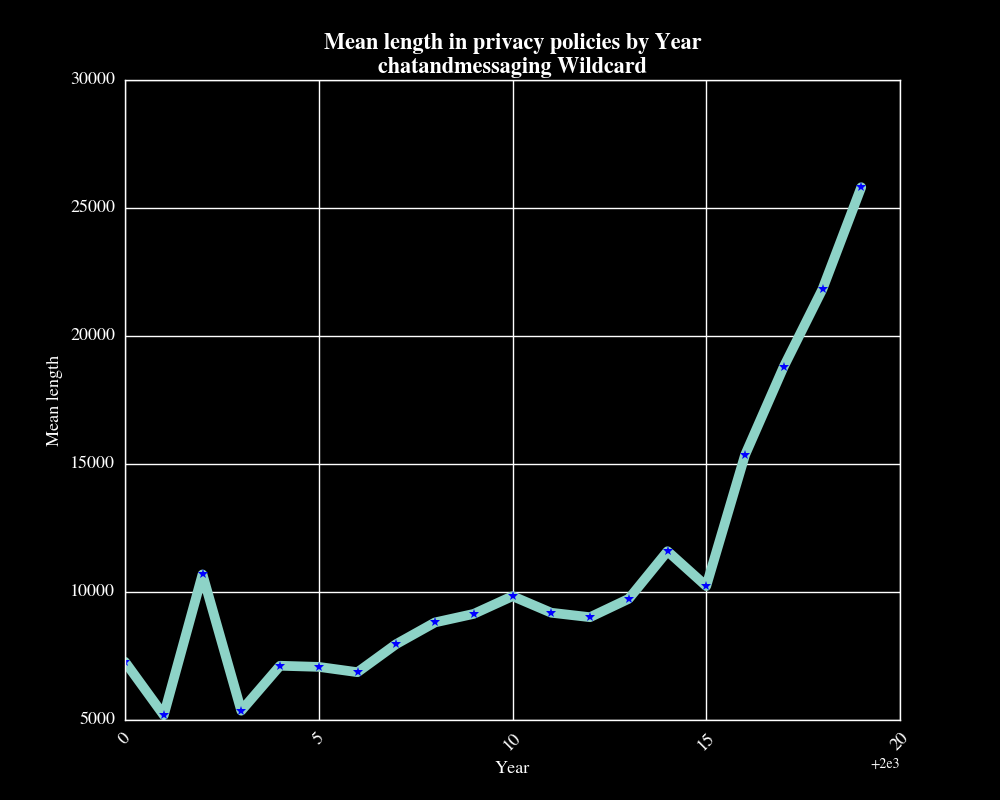 Mean length in privacy policies by Year
chatandmessaging Wildcard
30000
25000
20000
15000
10000
5000
Mean length
0
5
10
15
20
Year
+2e3